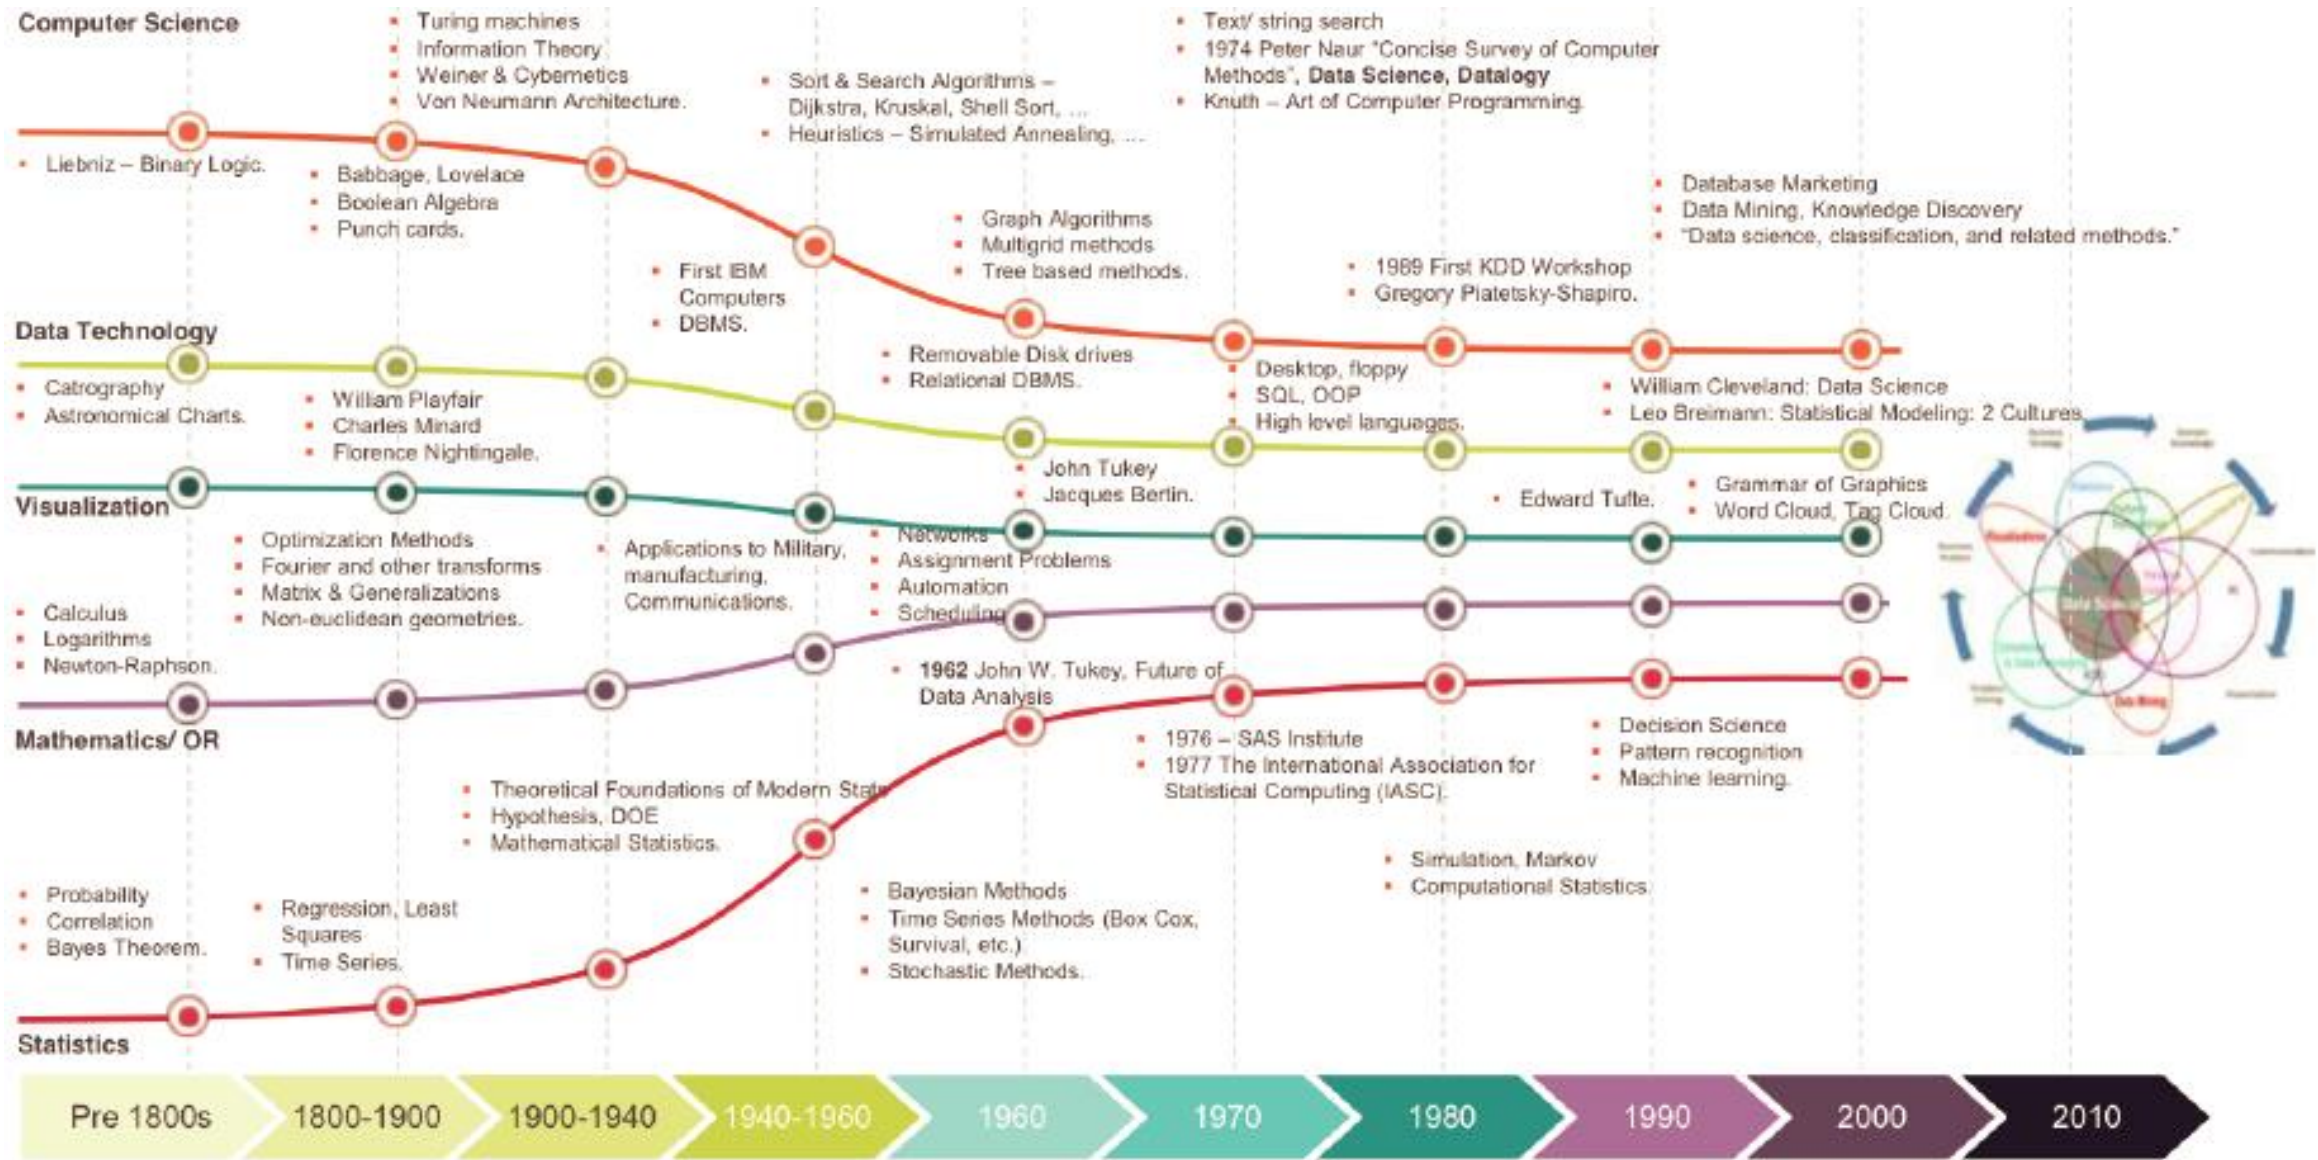 Computer Science
Turing machines
Information Theory
Weiner & Cybernetics
Von Neumann Architecture.
Sort & Search Algorithms –
Dijkstra, Kruskal, Shell Sort, ...
Heuristics – Simulated Annealing, ...
Text/ string search
1974 Peter Naur "Concise Survey of Computer
Methods", Data Science, Datalogy
Knuth – Art of Computer Programming.
Liebniz – Binary Logic.
Babbage, Lovelace
Boolean Algebra
Punch cards.
First IBM
Computers
DBMS.
Graph Algorithms
Multigrid methods
Tree based methods.
1989 First KDD Workshop
Gregory Piatetsky-Shapiro.
Database Marketing
Data Mining, Knowledge Discovery
"Data science, classification, and related methods."
Data Technology
Catrography
Astronomical Charts.
William Playfair
Charles Minard
Florence Nightingale.
Removable Disk drives
Relational DBMS.
Desktop, floppy
SQL, OOP
High level languages.
William Cleveland: Data Science
Leo Breimann: Statistical Modeling: 2 Cultures
John Tukey
Jacques Bertin.
Edward Tufte.
Grammar of Graphics
Word Cloud, Tag Cloud.
Visualization
Optimization Methods
Fourier and other transforms
Matrix & Generalizations
Non-euclidean geometries.
Applications to Military,
manufacturing,
Communications.
Networks
Assignment Problems
Automation
Scheduling
Calculus
Logarithms
Newton-Raphson.
1962 John W. Tukey, Future of
Data Analysis
Mathematics/ OR
1976 – SAS Institute
1977 The International Association for
Statistical Computing (IASC).
Decision Science
Pattern recognition
Machine learning.
Theoretical Foundations of Modern Stats
Hypothesis, DOE
Mathematical Statistics.
Simulation, Markov
Computational Statistics.
Probability
Correlation
Bayes Theorem.
Regression, Least
Squares
Time Series.
Bayesian Methods
Time Series Methods (Box Cox,
Survival, etc.)
Stochastic Methods.
Statistics
Visualization
Data Science
Data Mining
Pre 1800s
1800-1900
1900-1940
1940-1960
1960
1970
1980
1990
2000
2010